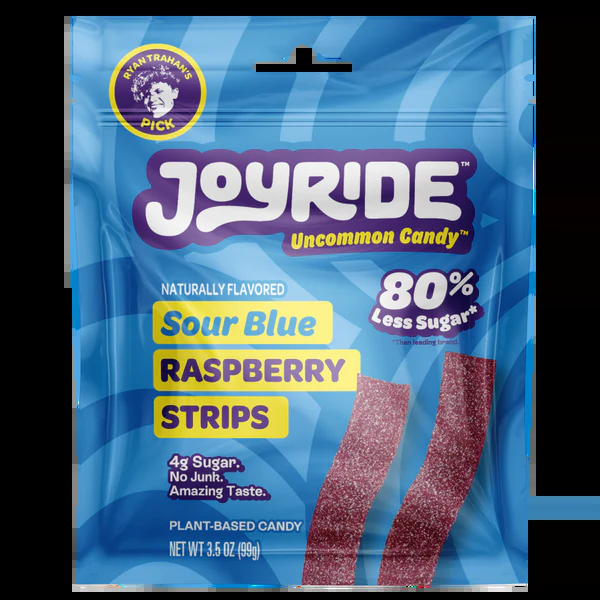 RYAN TRAHAN'S
PICK
JOYRIDE™
Uncommon Candy™
NATURALLY FLAVORED
80%
Less Sugar*
*Than leading brand.
Sour Blue
RASPBERRY
STRIPS
4g Sugar.
No Junk.
Amazing Taste.
PLANT-BASED CANDY
NET WT 3.5 OZ (99g)